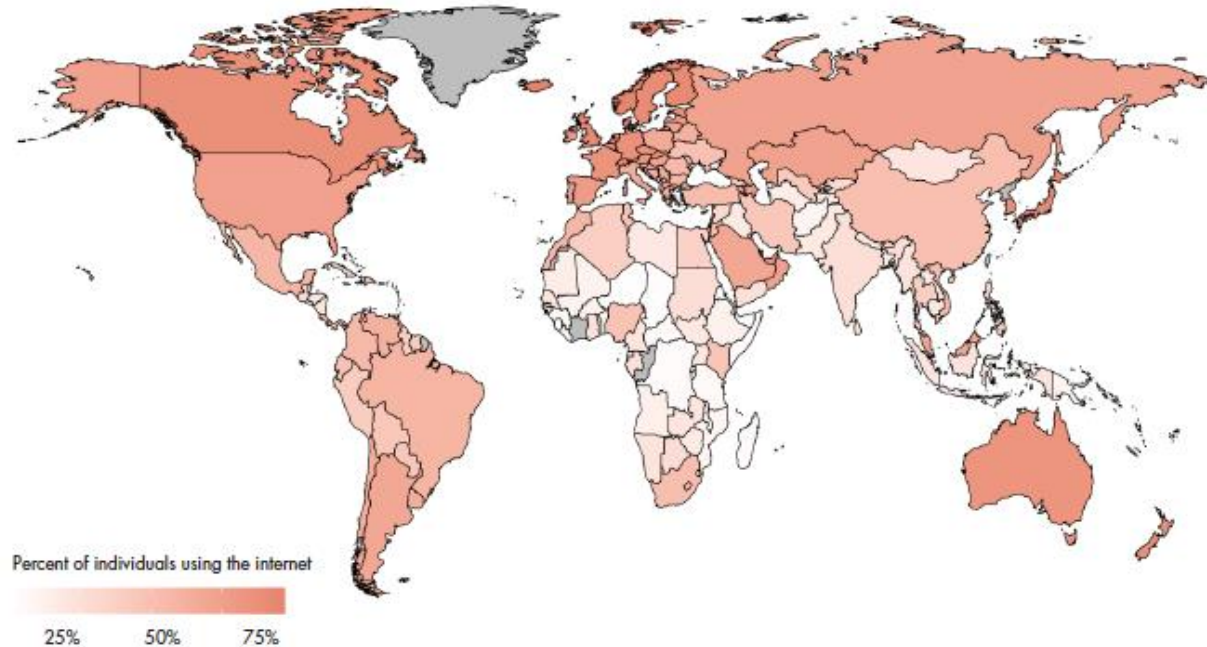 Percent of individuals using the internet
25% 50% 75%